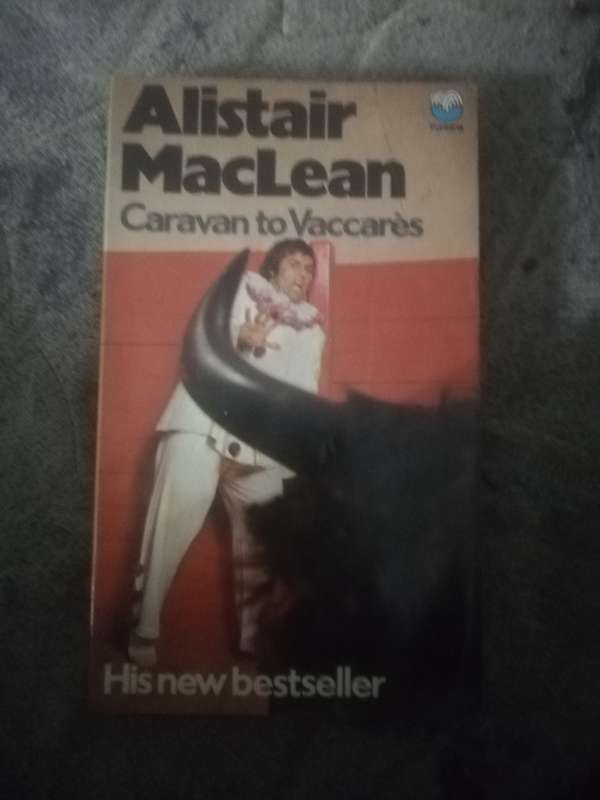 Alistair
MacLean
Caravan to Vaccarès
His new bestseller